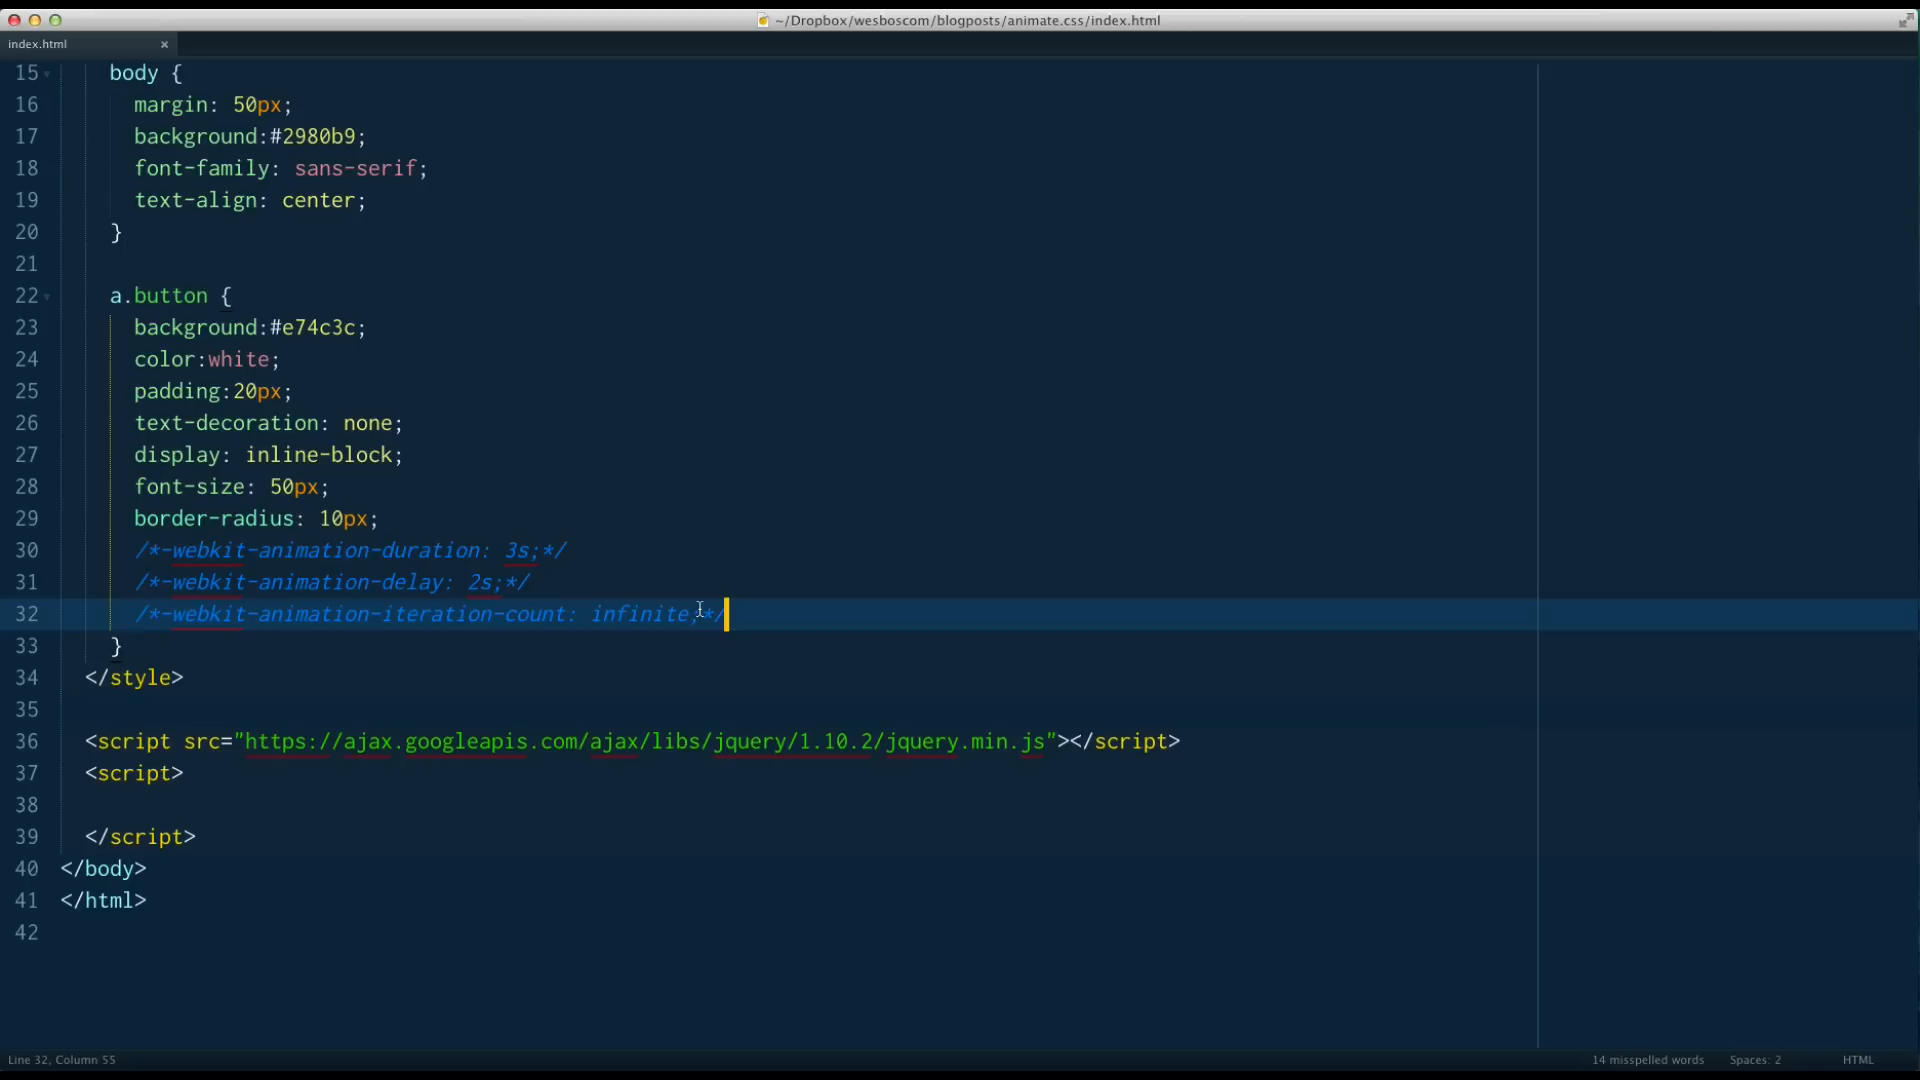 ~/Dropbox/wesboscom/blogposts/animate.css/index.html
index.html ×
15 body {
16 margin: 50px;
17 background:#2980b9;
18 font-family: sans-serif;
19 text-align: center;
20 }
21
22 a.button {
23 background:#e74c3c;
24 color:white;
25 padding:20px;
26 text-decoration: none;
27 display: inline-block;
28 font-size: 50px;
29 border-radius: 10px;
30 /*-webkit-animation-duration: 3s;*/
31 /*-webkit-animation-delay: 2s;*/
32 /*-webkit-animation-iteration-count: infinite;*/
33 }
34 </style>
35
36 <script src="https://ajax.googleapis.com/ajax/libs/jquery/1.10.2/jquery.min.js"></script>
37 <script>
38
39 </script>
40 </body>
41 </html>
42
Line 32, Column 55 14 misspelled words Spaces: 2 HTML